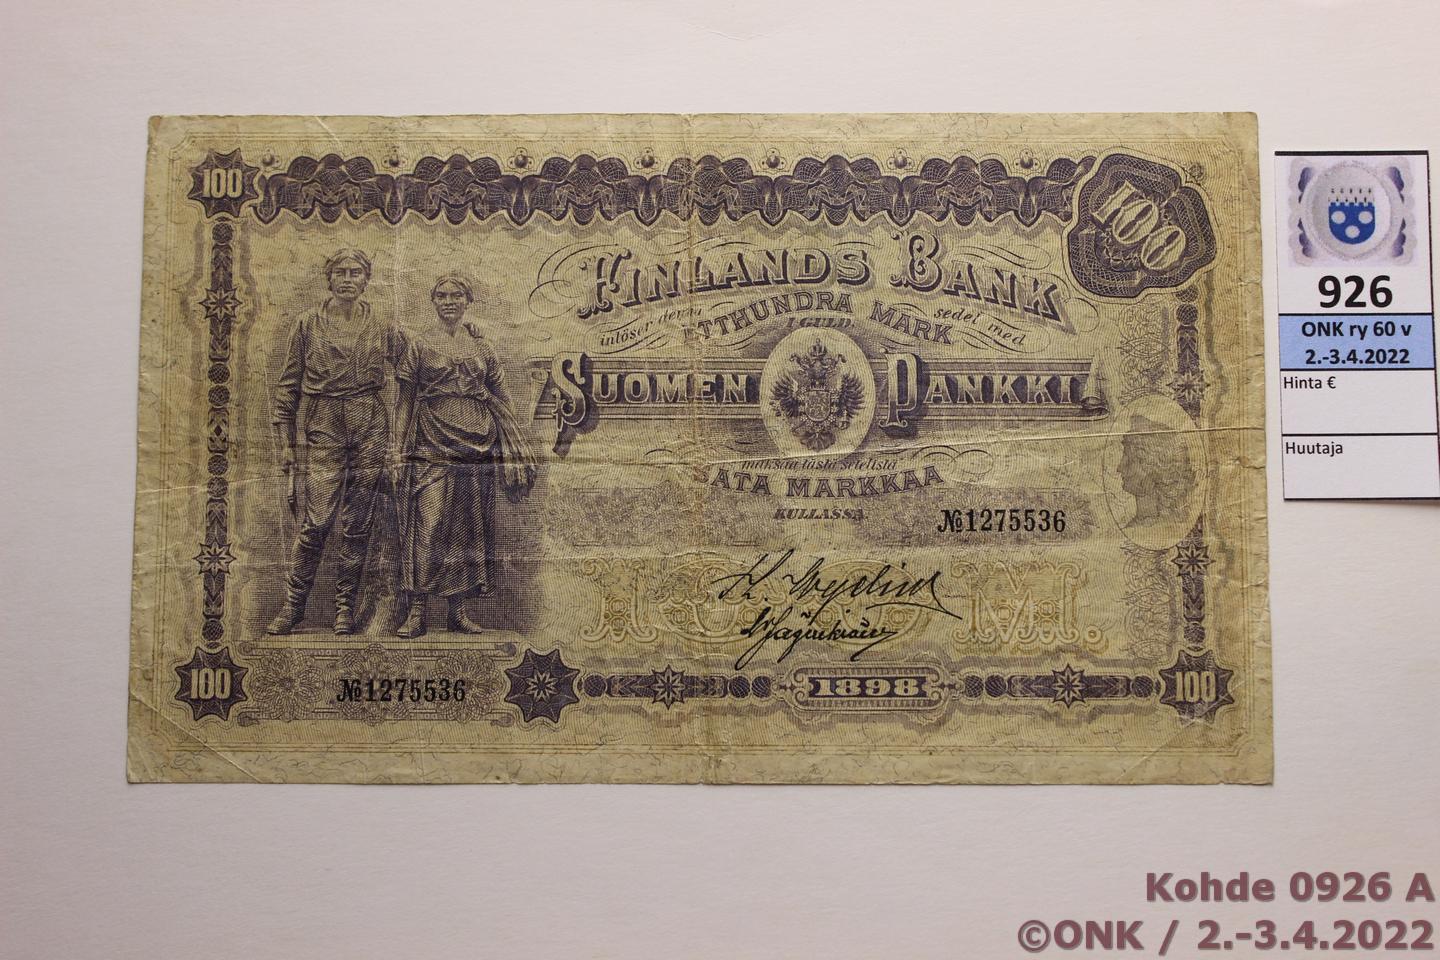 100
100
FINLANDS BANK
inlöser denna sedel med
ETTHUNDRA MARK
I GULD.
SUOMEN PANKKI
maksaa tästä setelistä
SATA MARKKAA
KULLASSA.
№1275536
100 M.
100
№1275536
1898
100
926
ONK ry 60 v
2.-3.4.2022
Hinta €
Huutaja
Kohde 0926 A
©ONK / 2.-3.4.2022